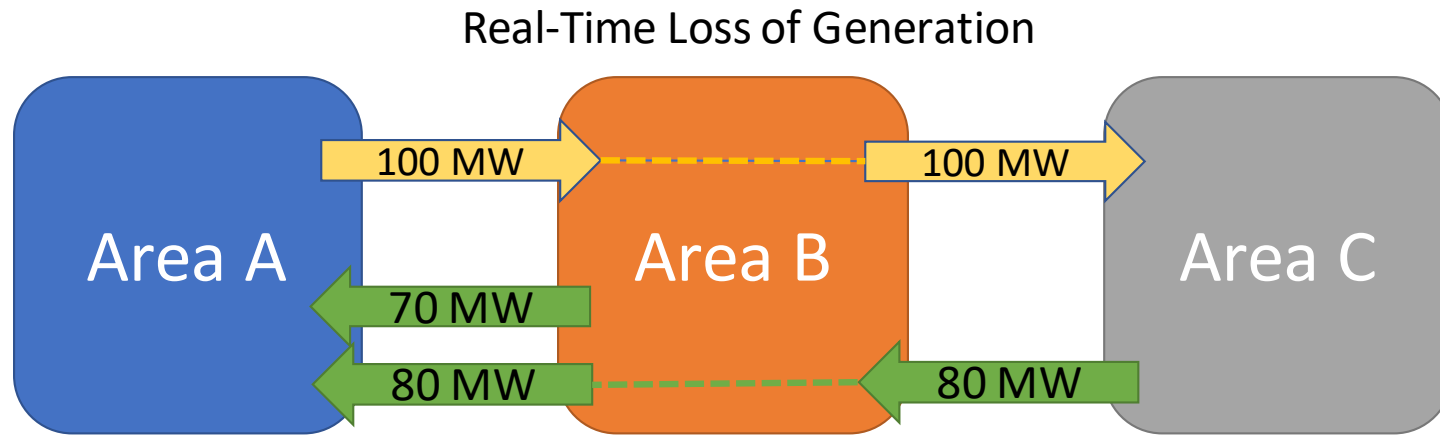 Real-Time Loss of Generation
100 MW
100 MW
Area A
Area B
Area C
70 MW
80 MW
80 MW